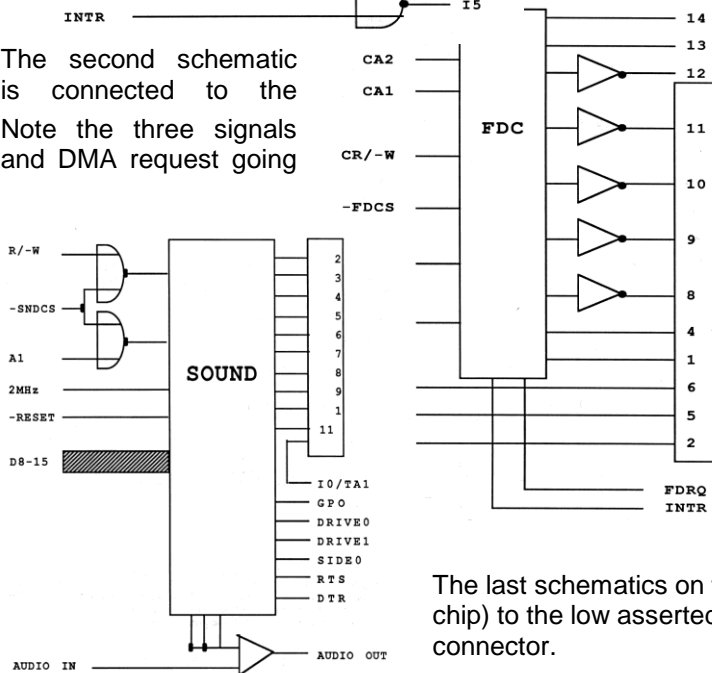 INTR
I5
The second schematic
is connected to the
Note the three signals
and DMA request going
CA2
CA1
CR/-W
-FDCS
FDC
14
13
12
11
10
9
8
4
1
6
5
2
FDRQ
INTR
R/-W
-SNDCS
A1
2MHz
-RESET
D8-15
SOUND
2
3
4
5
6
7
8
9
1
11
I0/TA1
GPO
DRIVE0
DRIVE1
SIDE0
RTS
DTR
AUDIO IN
AUDIO OUT
The last schematics on
chip) to the low asserted
connector.